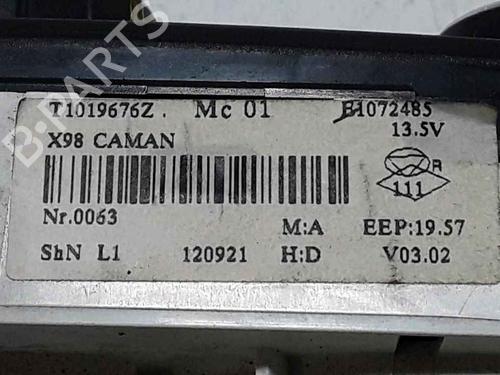 T1019676Z. Mc 01 B1072485
13.5V
X98 CAMAN
R
111
Nr.0063
M:A EEP:19.57
ShN L1 120921 H:D V03.02
B-PARTS